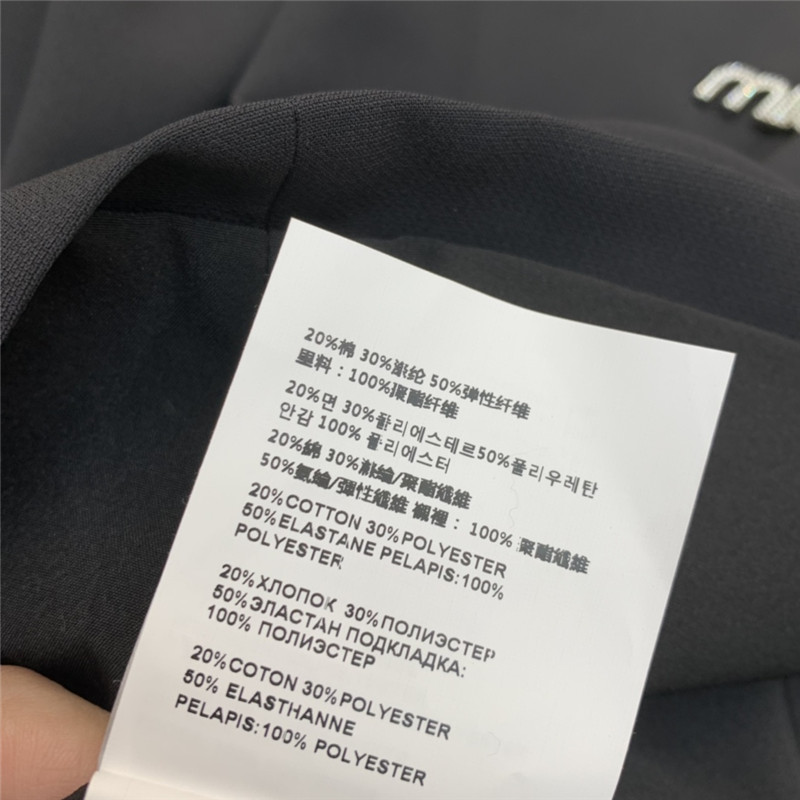 mi
20%棉 30%涤纶 50%弹性纤维
里料：100%聚酯纤维
20%면 30%폴리에스테르50%폴리우레탄
안감 100% 폴리에스터
20%綿 30%滌綸/聚酯纖維
50%氨綸/彈性纖維 襯裡： 100% 聚酯纖維
20%COTTON 30%POLYESTER
50%ELASTANE PELAPIS:100%
POLYESTER
20%ХЛОПОК 30%ПОЛИЭСТЕР
50%ЭЛАСТАН ПОДКЛАДКА:
100% ПОЛИЭСТЕР
20%COTON 30%POLYESTER
50% ELASTHANNE
PELAPIS:100% POLYESTER